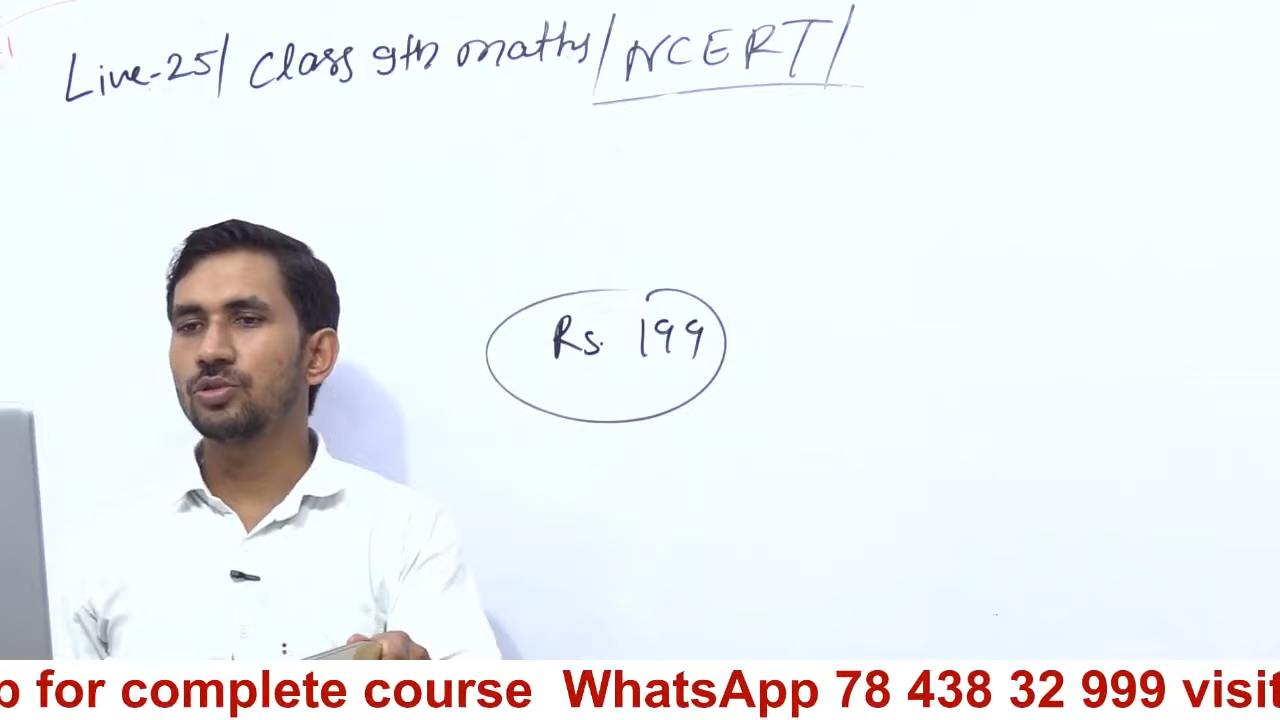 Live-25/ Class 9th maths/NCERT/
Rs. 199
p for complete course WhatsApp 78 438 32 999 visit